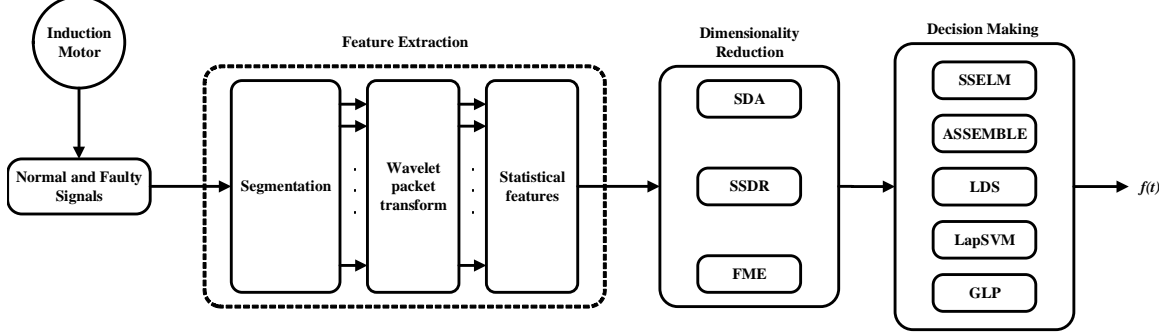 Induction
Motor
Normal and Faulty
Signals
Feature Extraction
Segmentation
Wavelet
packet
transform
Statistical
features
Dimensionality
Reduction
SDA
SSDR
FME
Decision Making
SSELM
ASSEMBLE
LDS
LapSVM
GLP
f(t)